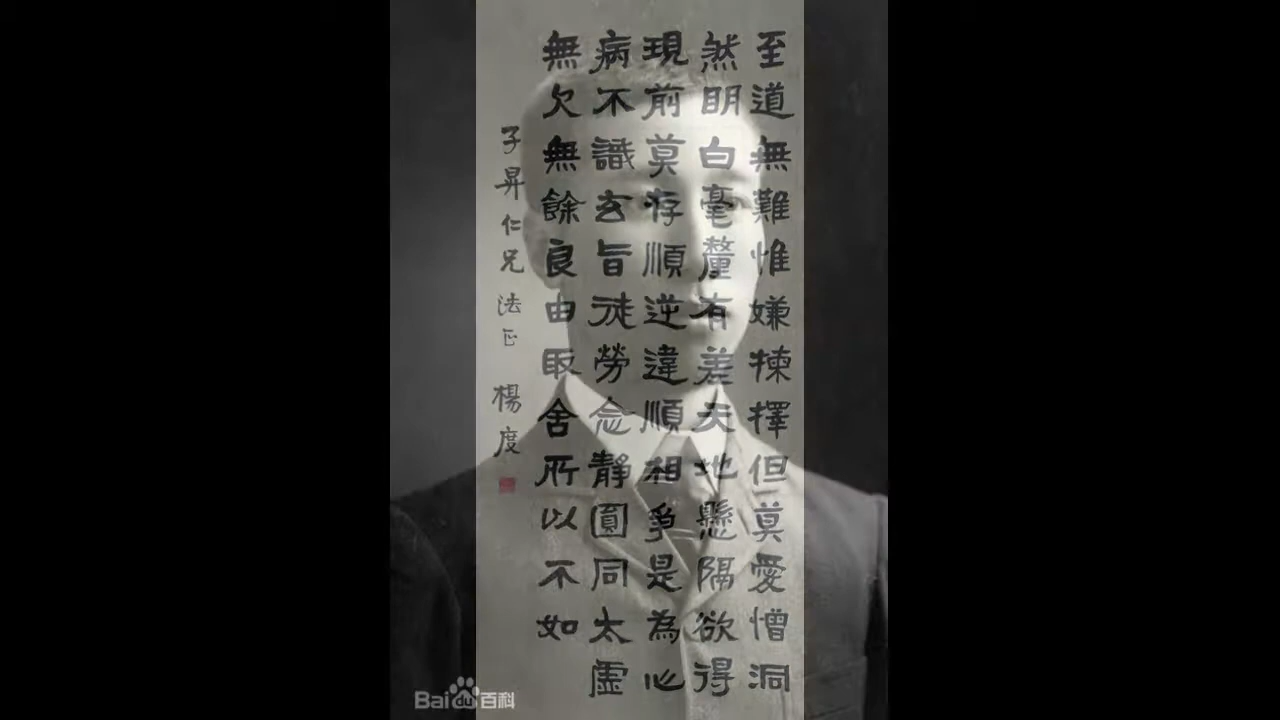 至道無難惟嫌揀擇但莫愛憎洞
然明白毫釐有差天地懸隔欲得
現前莫存順逆違順相爭是為心
病不識玄旨徒勞念靜圓同太虛
無欠無餘良由取舍所以不如
子昇仁兄法正 楊度
Bai du 百科